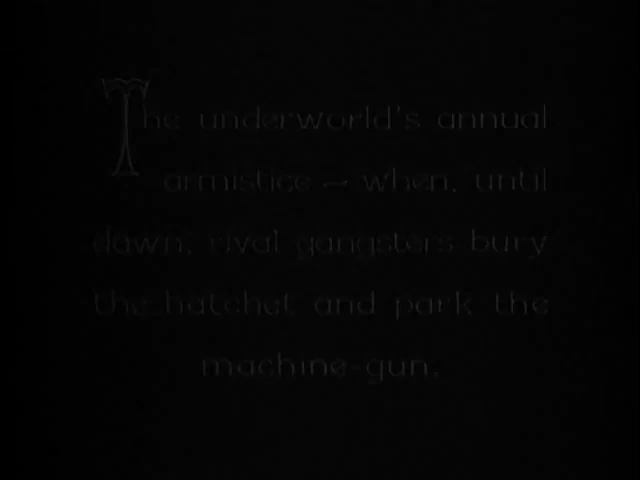 The underworld's annual
armistice — when, until
dawn, rival gangsters bury
the hatchet and park the
machine-gun.